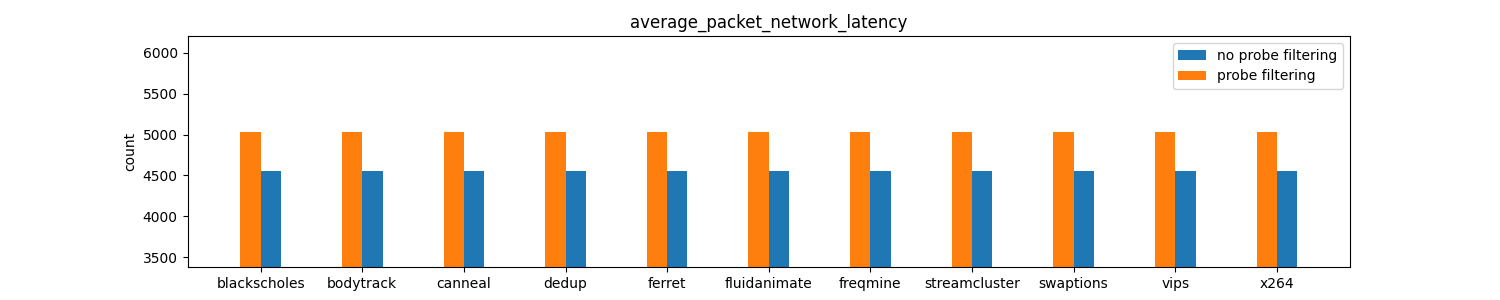 average_packet_network_latency
6000
5500
5000
4500
4000
3500
count
no probe filtering
probe filtering
blackscholes bodytrack canneal dedup ferret fluidanimate freqmine streamcluster swaptions vips x264